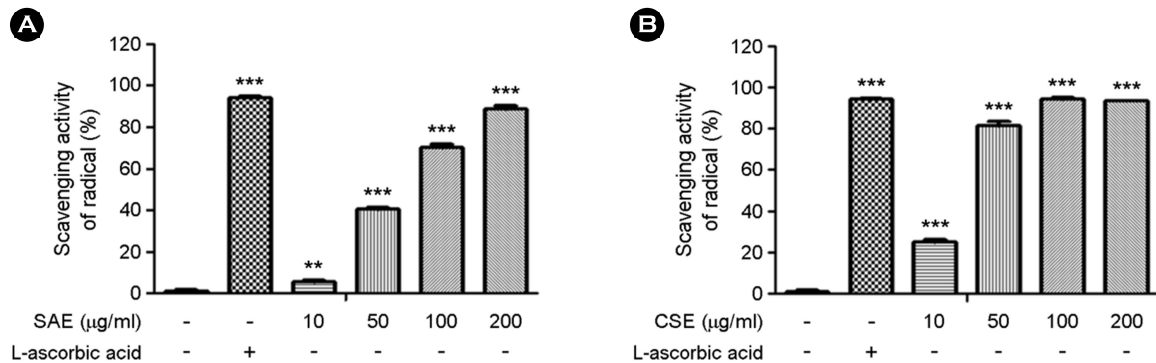 A
120
100
80
60
40
20
0
Scavenging activity
of radical (%)
***
**
***
***
***
SAE (μg/ml) - - 10 50 100 200
L-ascorbic acid - + - - - -
B
120
100
80
60
40
20
0
Scavenging activity
of radical (%)
***
***
***
***
***
CSE (μg/ml) - - 10 50 100 200
L-ascorbic acid - + - - - -